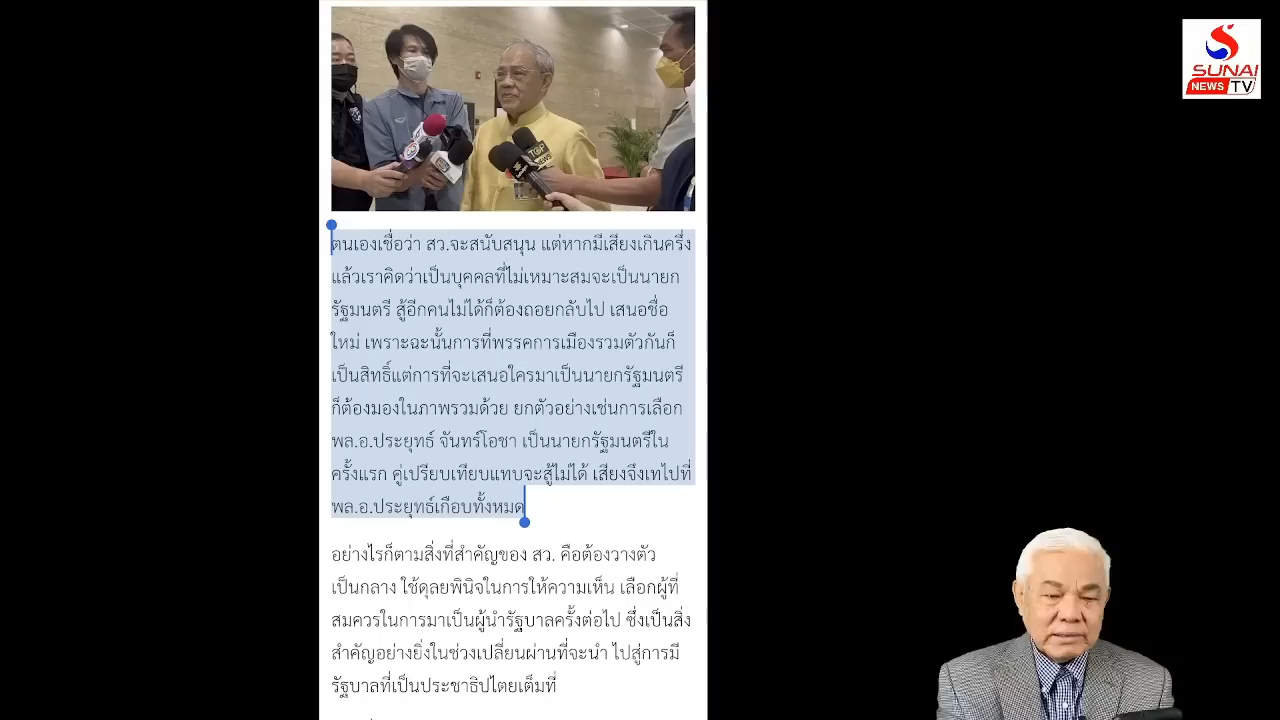 SUNAI
NEWS TV
TOP
NEWS
ตนเองเชื่อว่า สว.จะสนับสนุน แต่หากมีเสียงเกินครึ่ง
แล้วเราคิดว่าเป็นบุคคลที่ไม่เหมาะสมจะเป็นนายก
รัฐมนตรี สู้อีกคนไม่ได้ก็ต้องถอยกลับไป เสนอชื่อ
ใหม่ เพราะฉะนั้นการที่พรรคการเมืองรวมตัวกันก็
เป็นสิทธิ์แต่การที่จะเสนอใครมาเป็นนายกรัฐมนตรี
ก็ต้องมองในภาพรวมด้วย ยกตัวอย่างเช่นการเลือก
พล.อ.ประยุทธ์ จันทร์โอชา เป็นนายกรัฐมนตรีใน
ครั้งแรก คู่เปรียบเทียบแทบจะสู้ไม่ได้ เสียงจึงเทไปที่
พล.อ.ประยุทธ์เกือบทั้งหมด
อย่างไรก็ตามสิ่งที่สำคัญของ สว. คือต้องวางตัว
เป็นกลาง ใช้ดุลยพินิจในการให้ความเห็น เลือกผู้ที่
สมควรในการมาเป็นผู้นำรัฐบาลครั้งต่อไป ซึ่งเป็นสิ่ง
สำคัญอย่างยิ่งในช่วงเปลี่ยนผ่านที่จะนำ ไปสู่การมี
รัฐบาลที่เป็นประชาธิปไตยเต็มที่